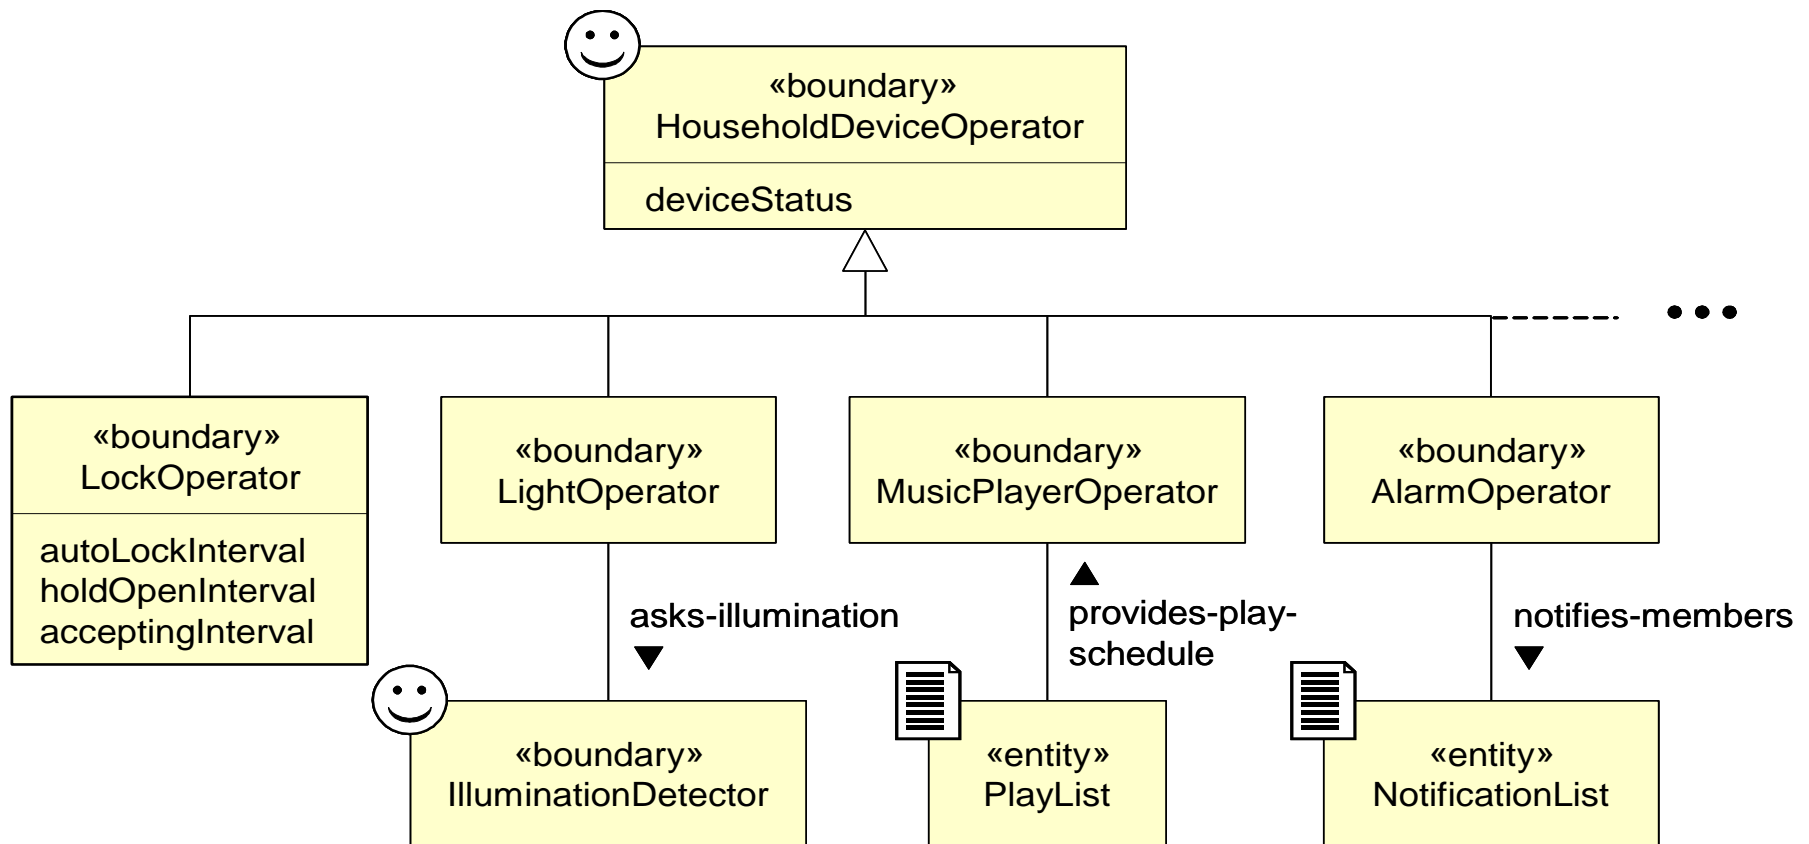 «boundary»
HouseholdDeviceOperator
deviceStatus
«boundary»
LockOperator
autoLockInterval
holdOpenInterval
acceptingInterval
«boundary»
LightOperator
«boundary»
MusicPlayerOperator
«boundary»
AlarmOperator
asks-illumination
provides-play-
schedule
notifies-members
«boundary»
IlluminationDetector
«entity»
PlayList
«entity»
NotificationList